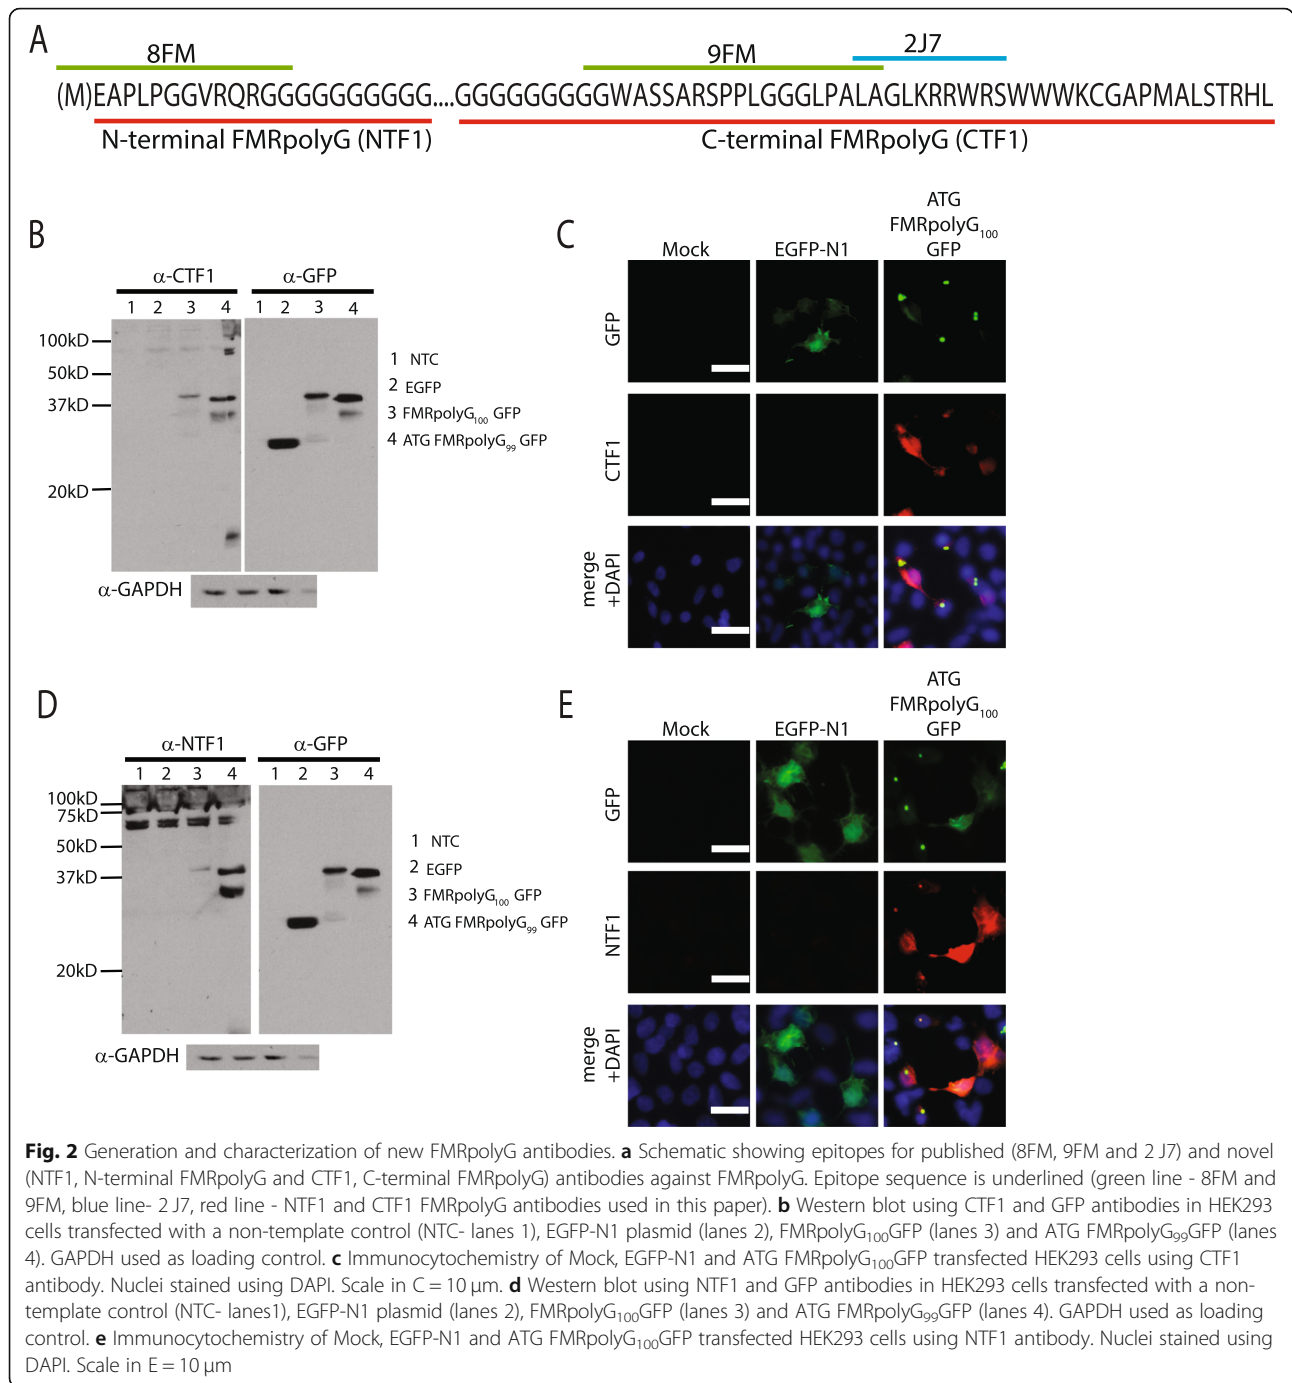 A
8FM
9FM
2J7
(M)EAPLPGGVRQRGGGGGGGGGG....GGGGGGGGGWASSARSPPLGGGLPALAGLKRRWRSWWWKCGAPMALSTRHL
N-terminal FMRpolyG (NTF1)
C-terminal FMRpolyG (CTF1)
B
α-CTF1
α-GFP
1 2 3 4 1 2 3 4
100kD
50kD
37kD
20kD
1 NTC
2 EGFP
3 FMRpolyG100 GFP
4 ATG FMRpolyG99 GFP
α-GAPDH
C
Mock
EGFP-N1
ATG
FMRpolyG100
GFP
GFP
CTF1
merge
+DAPI
D
α-NTF1
α-GFP
1 2 3 4 1 2 3 4
100kD
75kD
50kD
37kD
20kD
1 NTC
2 EGFP
3 FMRpolyG100 GFP
4 ATG FMRpolyG99 GFP
α-GAPDH
E
Mock
EGFP-N1
ATG
FMRpolyG100
GFP
GFP
NTF1
merge
+DAPI
Fig. 2 Generation and characterization of new FMRpolyG antibodies. a Schematic showing epitopes for published (8FM, 9FM and 2 J7) and novel
(NTF1, N-terminal FMRpolyG and CTF1, C-terminal FMRpolyG) antibodies against FMRpolyG. Epitope sequence is underlined (green line - 8FM and
9FM, blue line- 2 J7, red line - NTF1 and CTF1 FMRpolyG antibodies used in this paper). b Western blot using CTF1 and GFP antibodies in HEK293
cells transfected with a non-template control (NTC- lanes 1), EGFP-N1 plasmid (lanes 2), FMRpolyG100GFP (lanes 3) and ATG FMRpolyG99GFP (lanes
4). GAPDH used as loading control. c Immunocytochemistry of Mock, EGFP-N1 and ATG FMRpolyG100GFP transfected HEK293 cells using CTF1
antibody. Nuclei stained using DAPI. Scale in C = 10 μm. d Western blot using NTF1 and GFP antibodies in HEK293 cells transfected with a non-
template control (NTC- lanes1), EGFP-N1 plasmid (lanes 2), FMRpolyG100GFP (lanes 3) and ATG FMRpolyG99GFP (lanes 4). GAPDH used as loading
control. e Immunocytochemistry of Mock, EGFP-N1 and ATG FMRpolyG100GFP transfected HEK293 cells using NTF1 antibody. Nuclei stained using
DAPI. Scale in E = 10 μm